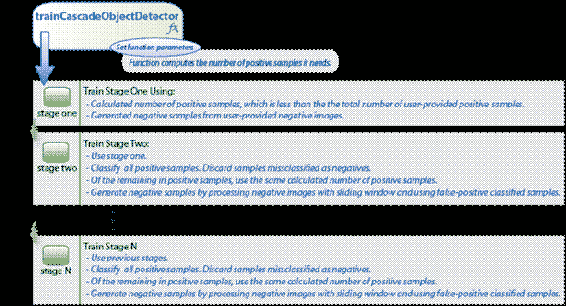 trainCascadeObjectDetector
Set function parameters
Function computes the number of positive samples it needs.
stage one
Train Stage One Using:
- Calculated number of positive samples, which is less than the the total number of user-provided positive samples.
- Generated negative samples from user-provided negative images.
stage two
Train Stage Two:
- Use stage one.
- Classify all positive samples. Discard samples missclassified as negatives.
- Of the remaining in positive samples, use the same calculated number of positive samples.
- Generate negative samples by processing negative images with sliding window and using false-positive classified samples.
stage N
Train Stage N
- Use previous stages.
- Classify all positive samples. Discard samples missclassified as negatives.
- Of the remaining in positive samples, use the same calculated number of positive samples.
- Generate negative samples by processing negative images with sliding window and using false-positive classified samples.